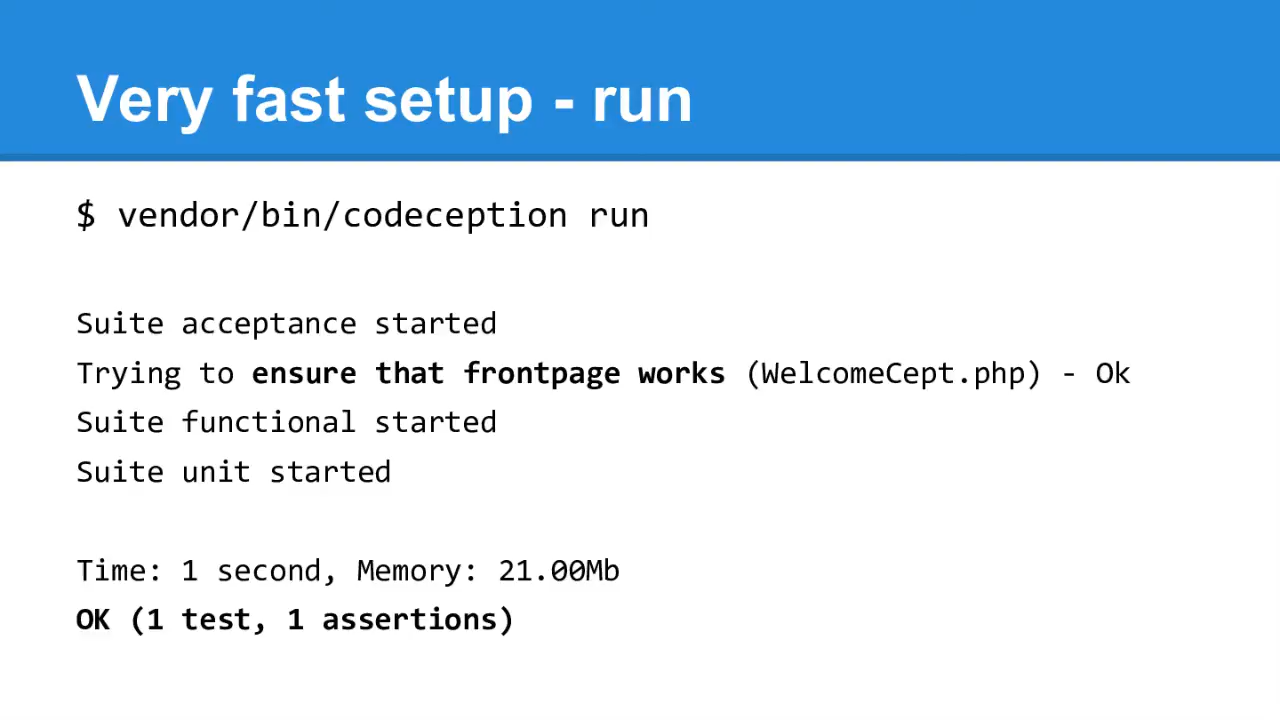 Very fast setup - run
$ vendor/bin/codeception run
Suite acceptance started
Trying to ensure that frontpage works (WelcomeCept.php) - Ok
Suite functional started
Suite unit started
Time: 1 second, Memory: 21.00Mb
OK (1 test, 1 assertions)